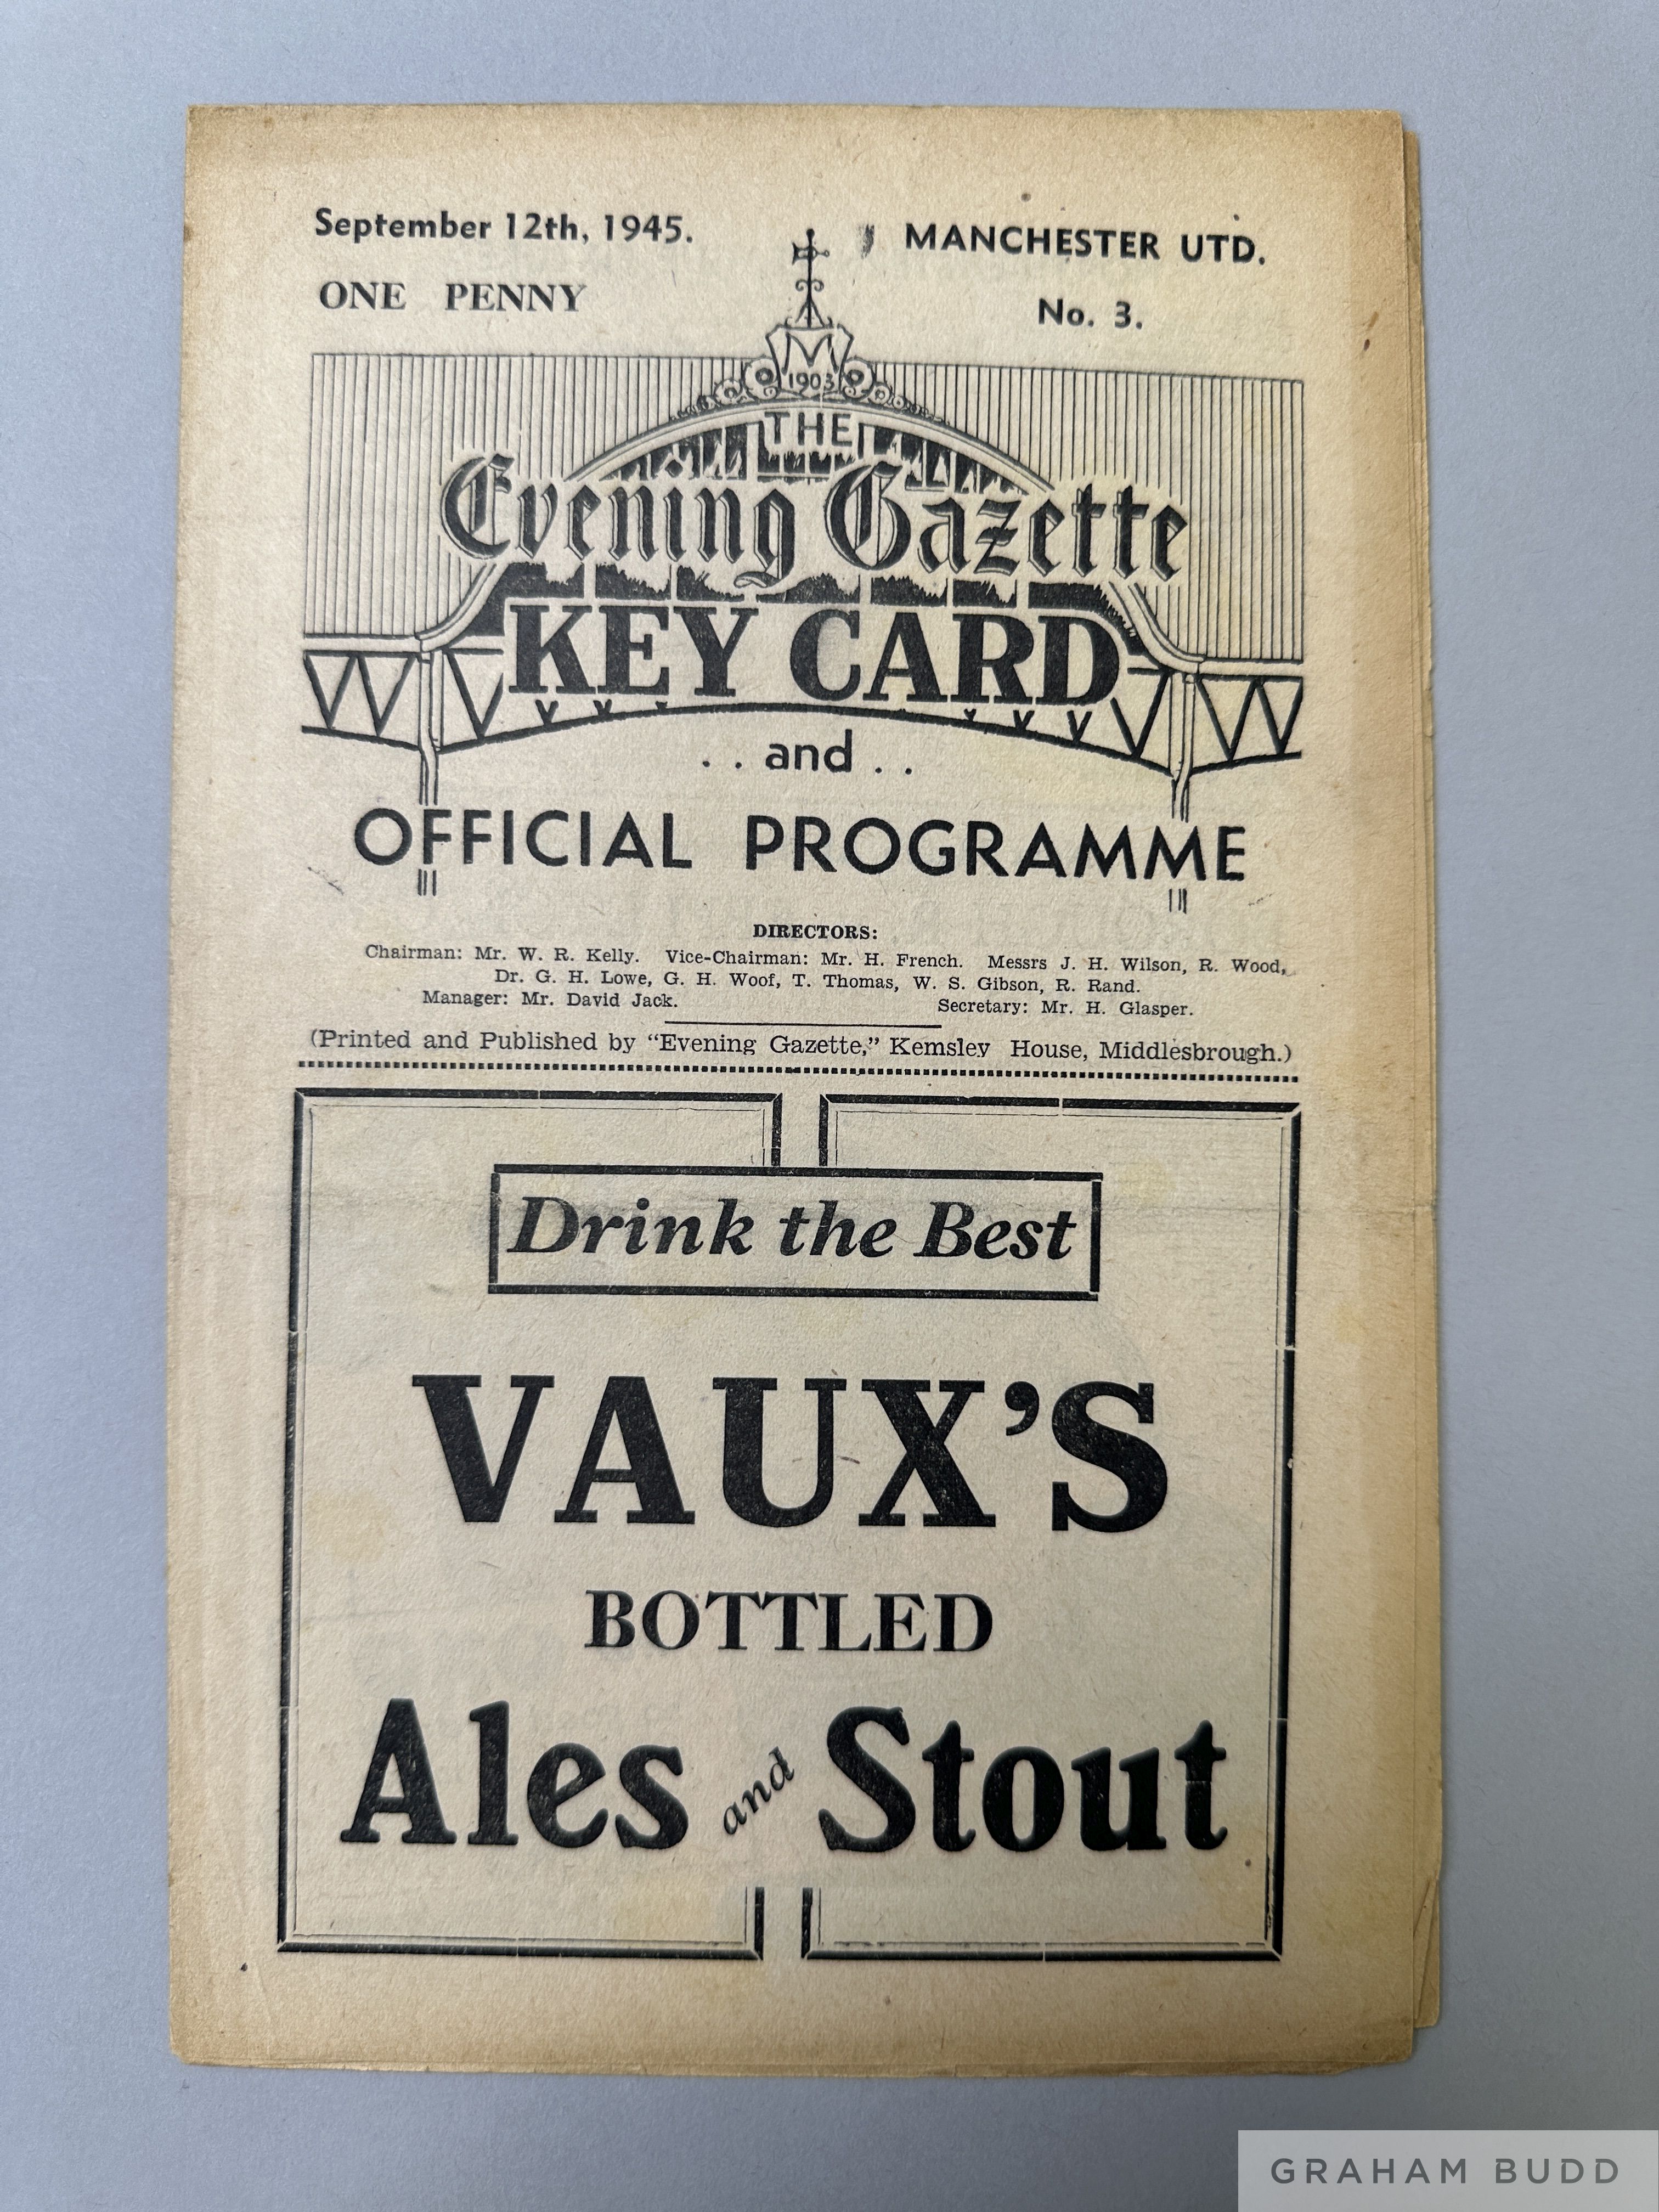 September 12th, 1945.
MANCHESTER UTD.
ONE PENNY
No. 3.
M
1903
THE
Evening Gazette
KEY CARD
. . and . .
OFFICIAL PROGRAMME
DIRECTORS:
Chairman: Mr. W. R. Kelly. Vice-Chairman: Mr. H. French. Messrs J. H. Wilson, R. Wood,
Dr. G. H. Lowe, G. H. Woof, T. Thomas, W. S. Gibson, R. Rand.
Manager: Mr. David Jack. Secretary: Mr. H. Glasper.
(Printed and Published by "Evening Gazette," Kemsley House, Middlesbrough.)
Drink the Best
VAUX'S
BOTTLED
Ales and Stout
GRAHAM BUDD